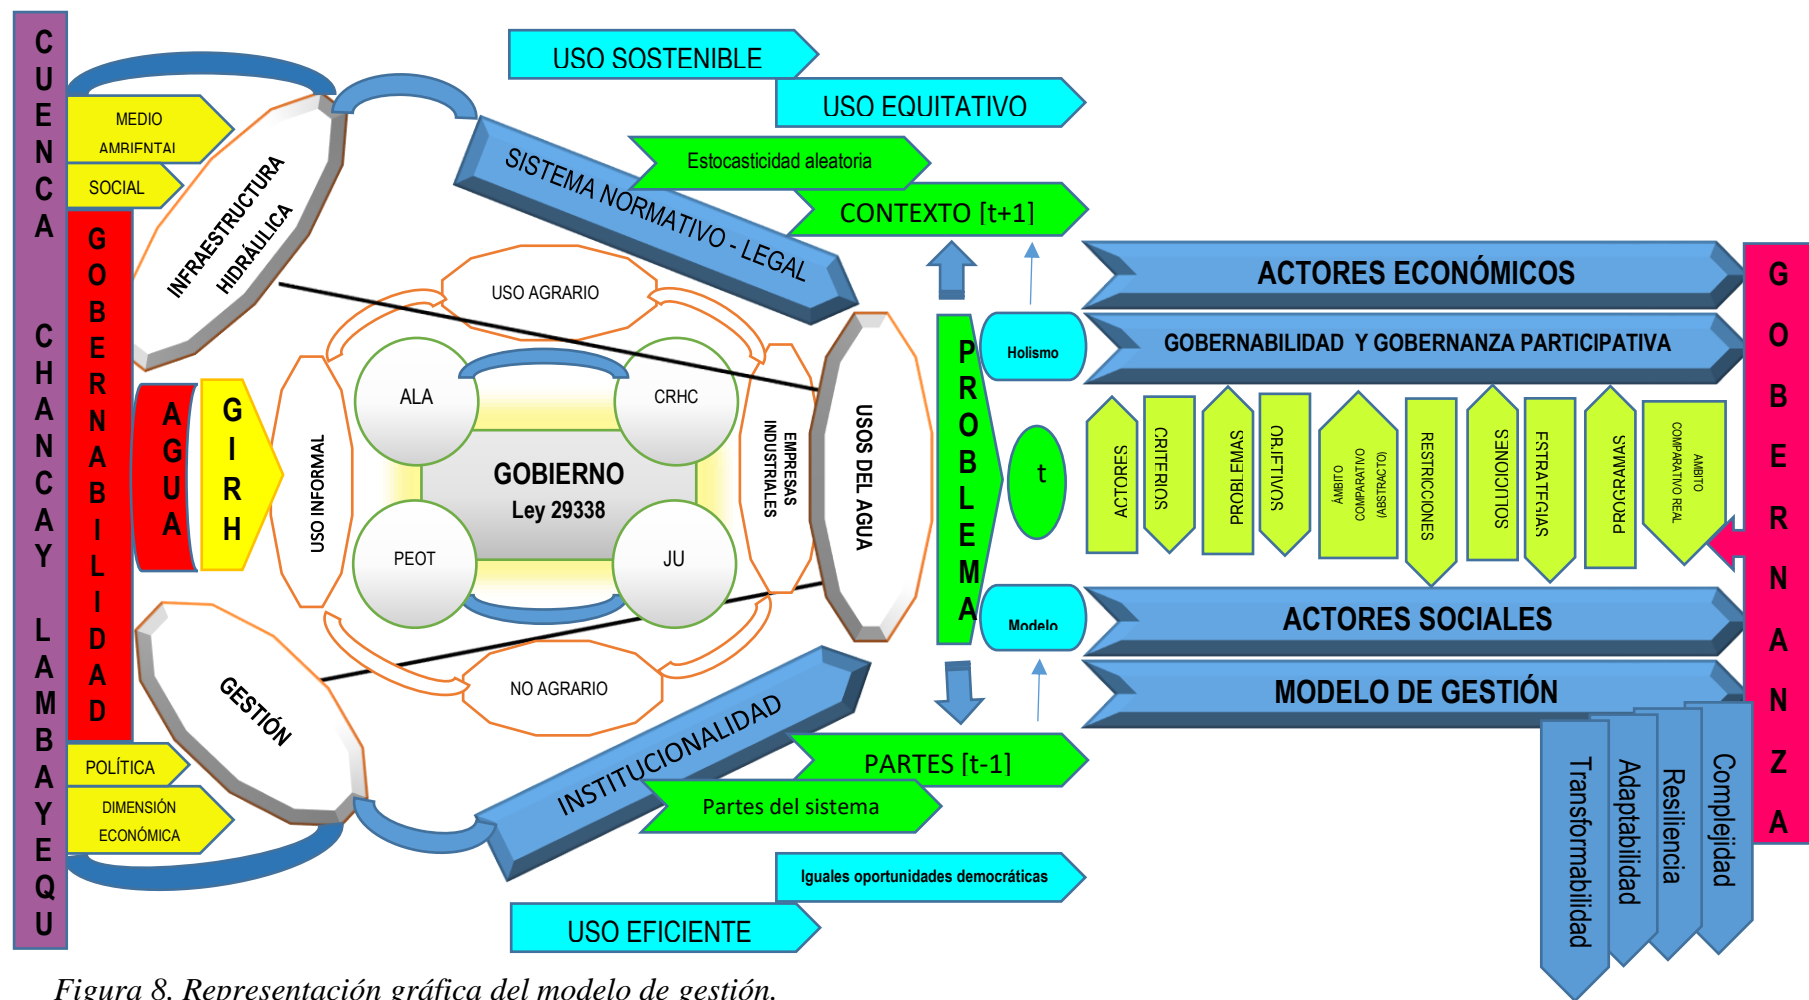 CUENCA CHANCAY LAMBAYEQU
MEDIO
AMBIENTAL
SOCIAL
GOBERNABILIDAD
POLÍTICA
DIMENSIÓN
ECONÓMICA
AGUA
GIRH
INFRAESTRUCTURA
HIDRÁULICA
GESTIÓN
USO INFORMAL
USO AGRARIO
NO AGRARIO
EMPRESAS
INDUSTRIALES
ALA
CRHC
PEOT
JU
GOBIERNO
Ley 29338
USOS DEL AGUA
SISTEMA NORMATIVO - LEGAL
INSTITUCIONALIDAD
USO SOSTENIBLE
USO EQUITATIVO
Estocasticidad aleatoria
CONTEXTO [t+1]
PROBLEMA
Holismo
t
Modelo
PARTES [t-1]
Partes del sistema
Iguales oportunidades democráticas
USO EFICIENTE
ACTORES ECONÓMICOS
GOBERNABILIDAD Y GOBERNANZA PARTICIPATIVA
ACTORES
CRITERIOS
PROBLEMAS
OBJETIVOS
ÁMBITO
COMPARATIVO
(ABSTRACTO)
RESTRICCIONES
SOLUCIONES
ESTRATEGIAS
PROGRAMAS
AMBITO
COMPARATIVO REAL
ACTORES SOCIALES
MODELO DE GESTIÓN
Transformabilidad
Adaptabilidad
Resiliencia
Complejidad
GOBERNANZA
Figura 8. Representación gráfica del modelo de gestión.